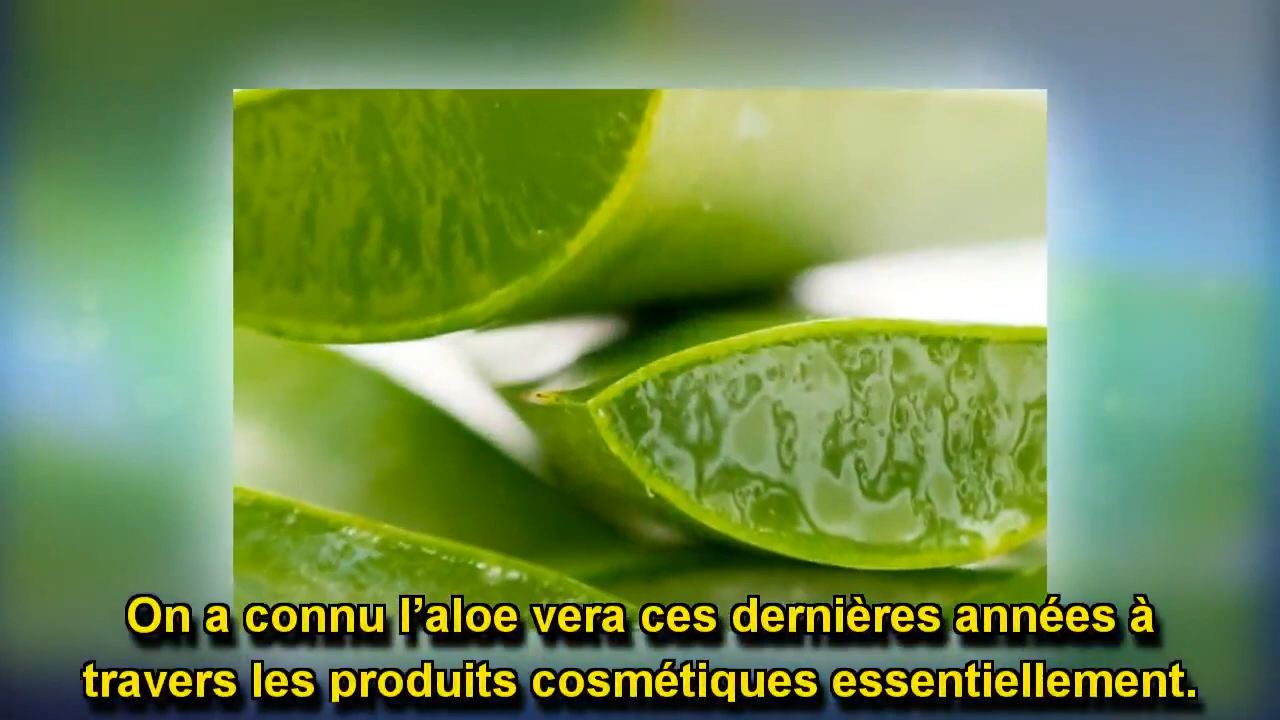 On a connu l’aloe vera ces dernières années à
travers les produits cosmétiques essentiellement.